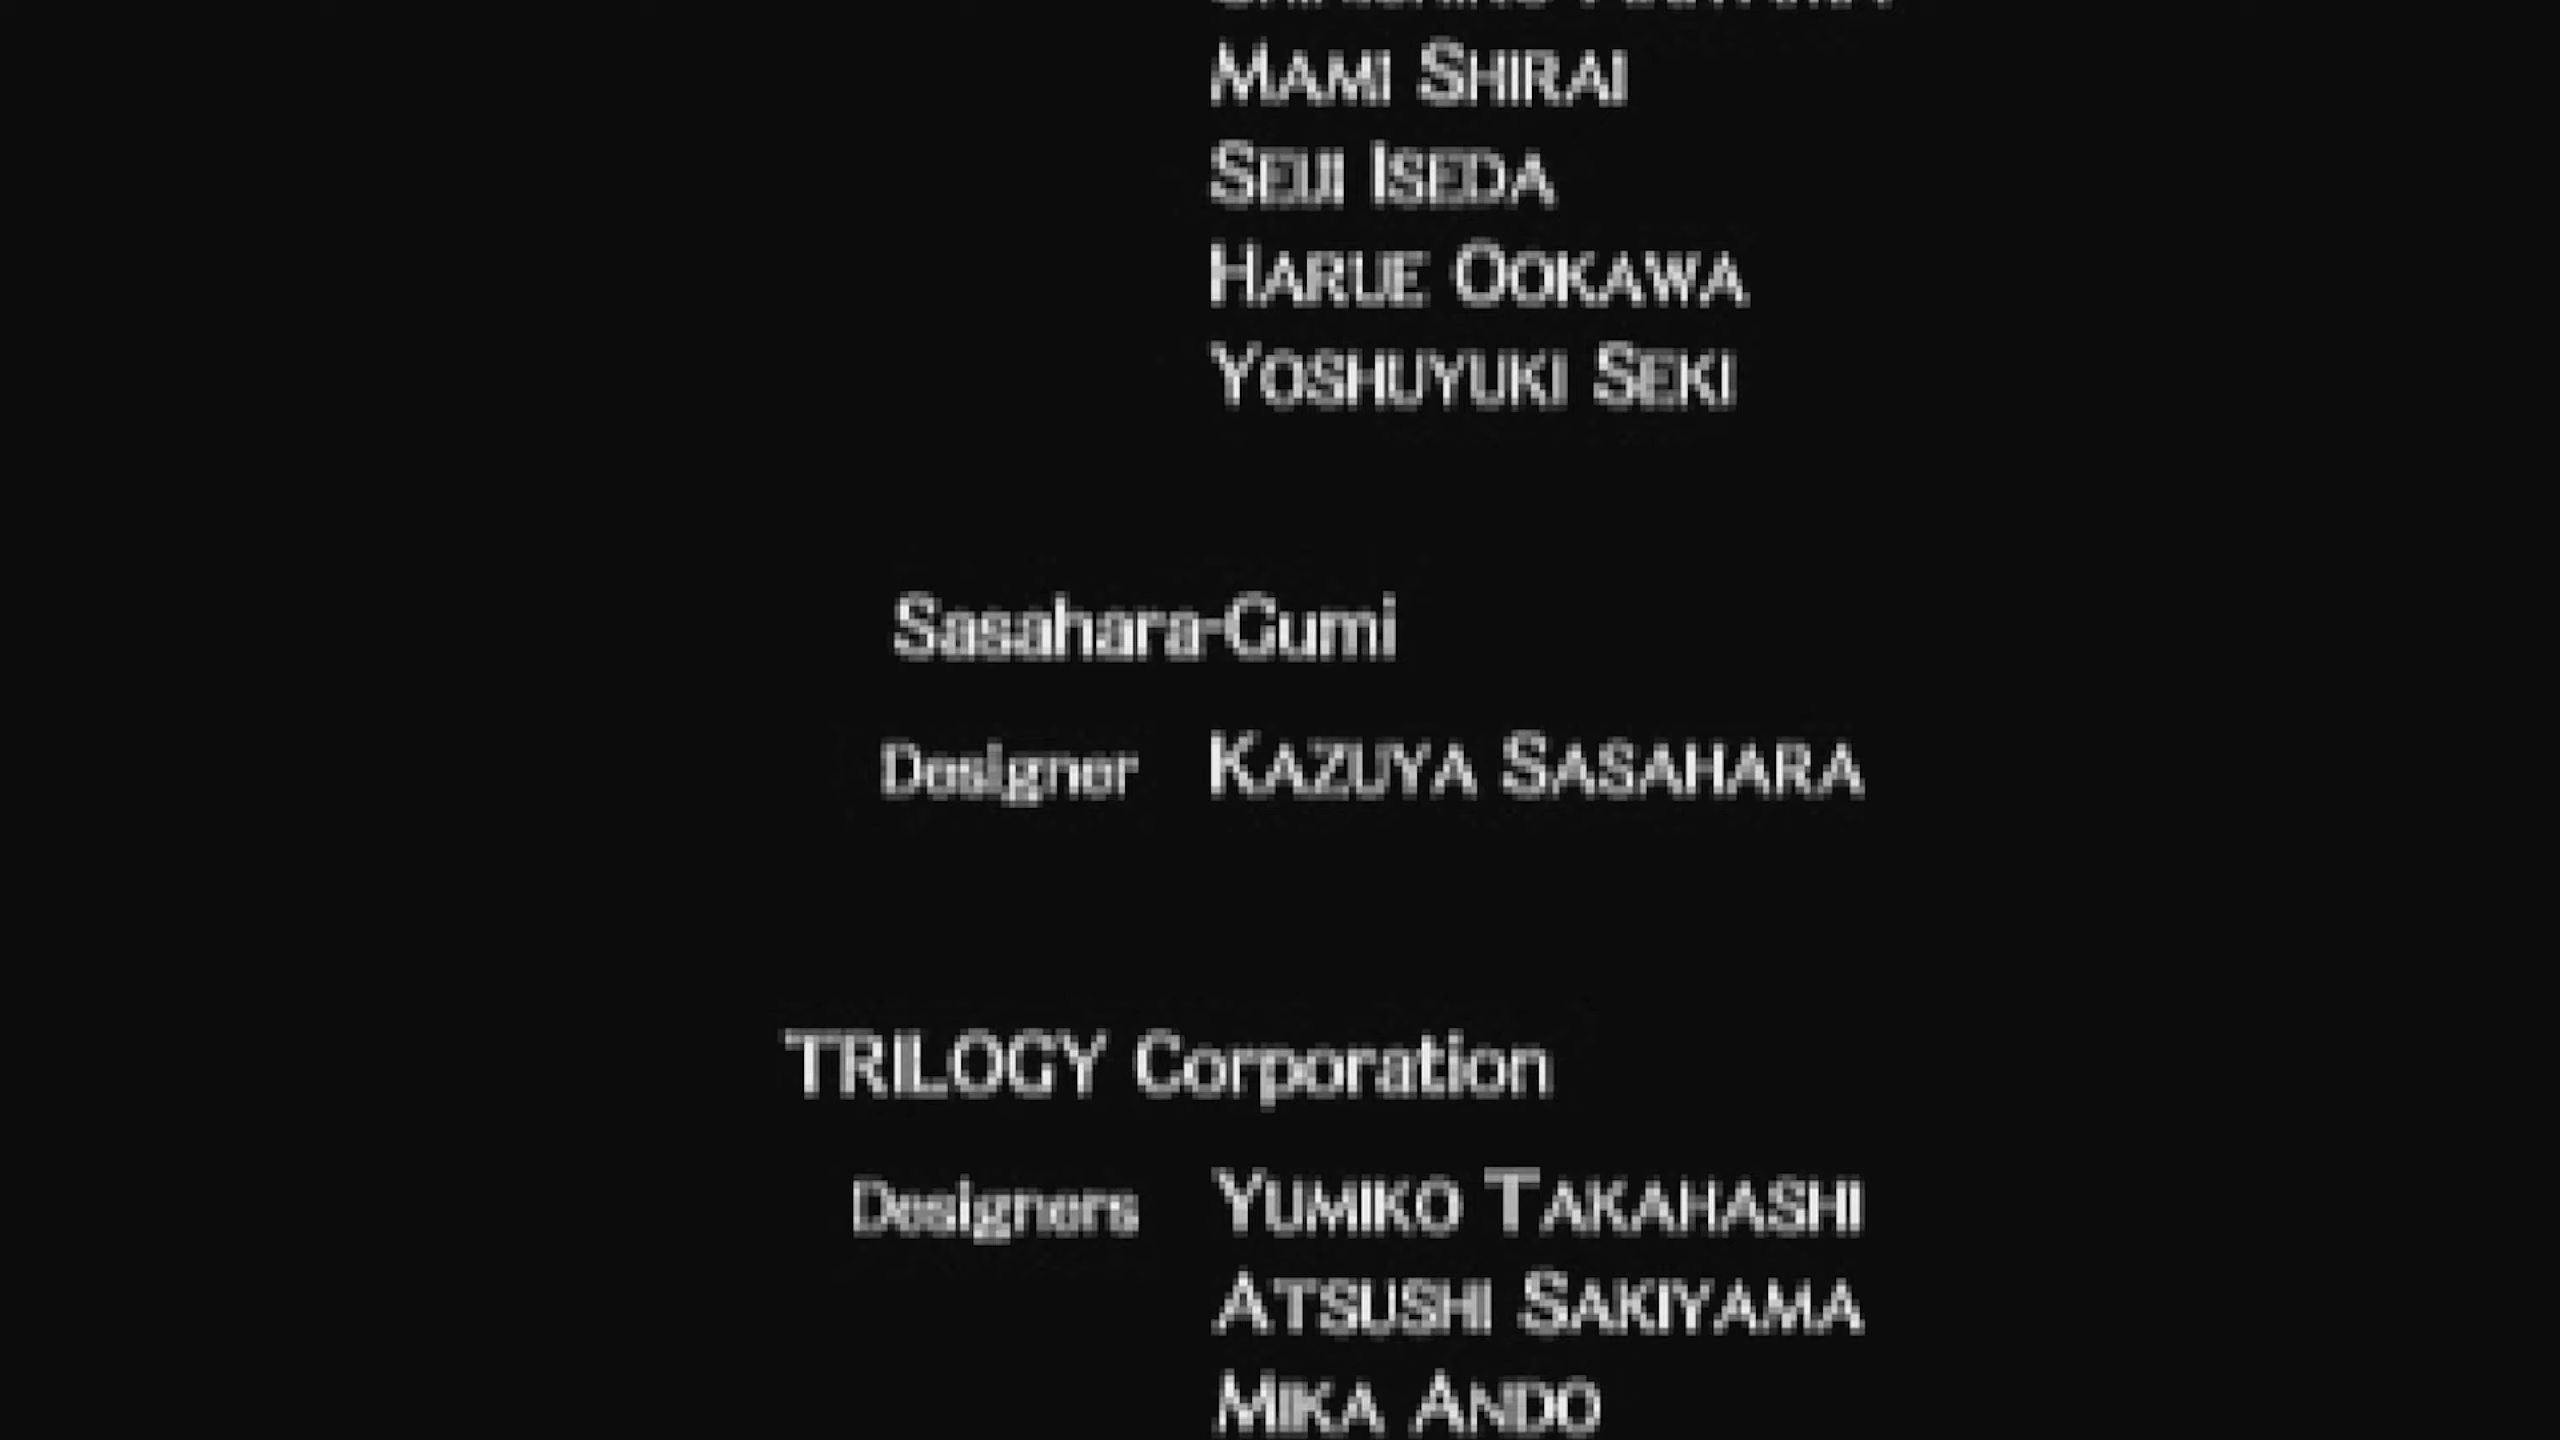 MAMI SHIRAI
SEIJI ISEDA
HARUE OOKAWA
YOSHUYUKI SEKI
Sasahara-Gumi
Designer KAZUYA SASAHARA
TRILOGY Corporation
Designers YUMIKO TAKAHASHI
ATSUSHI SAKIYAMA
MIKA ANDO